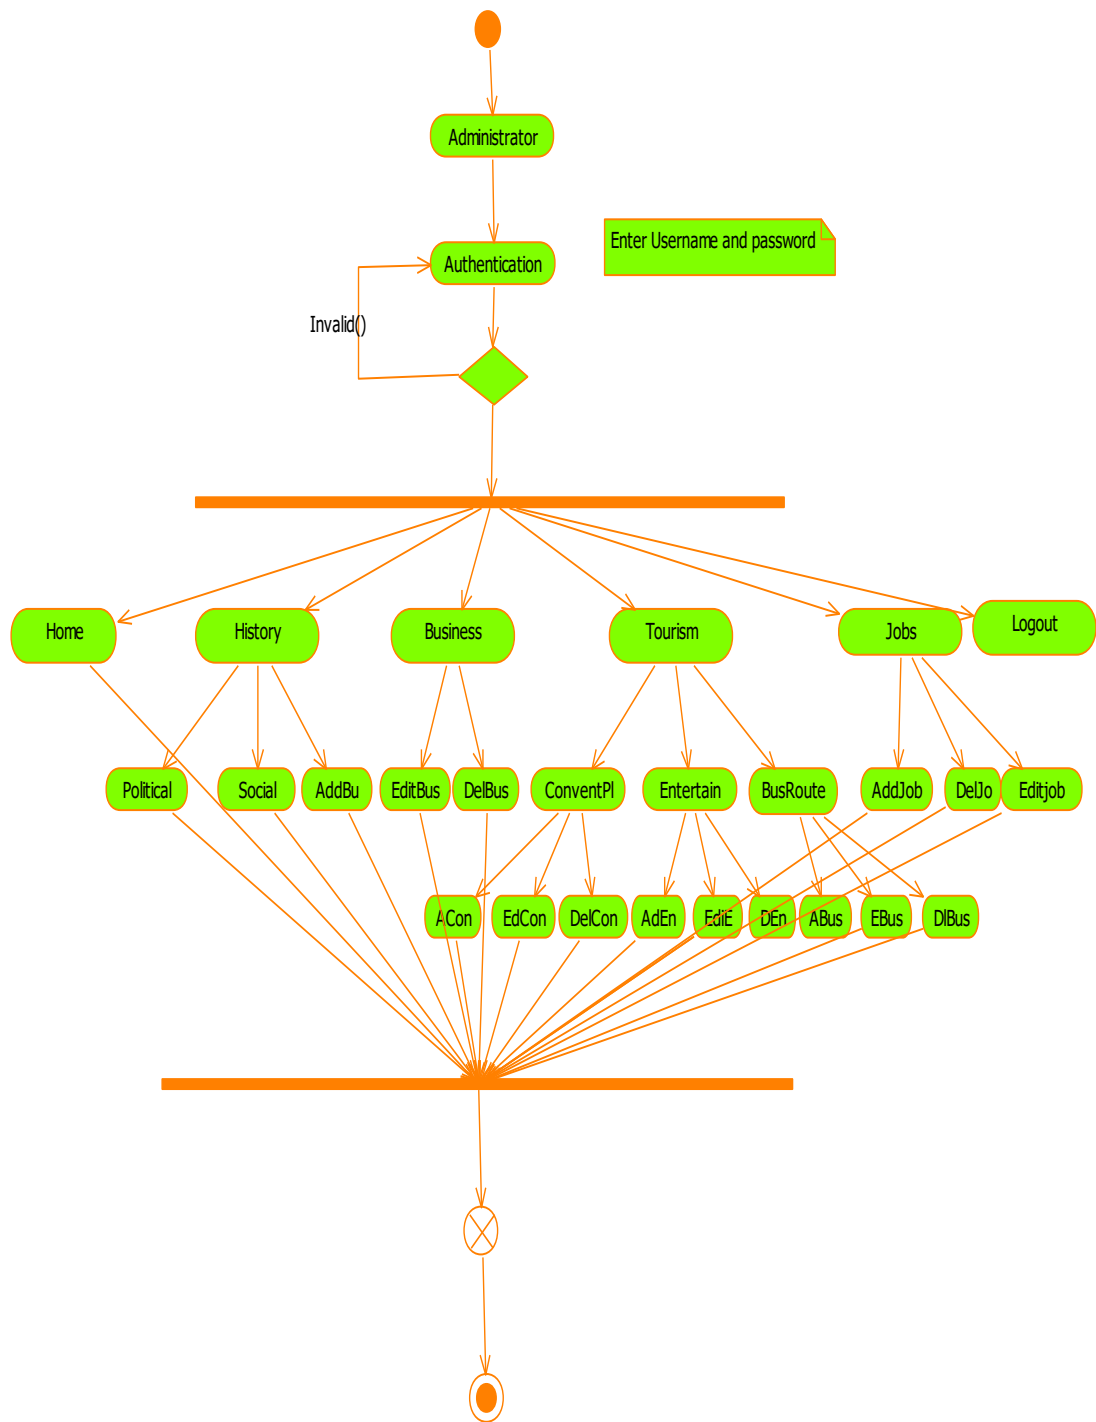 Administrator
Enter Username and password
Authentication
Invalid()
Home
History
Business
Tourism
Jobs
Logout
Political
Social
AddBu
EditBus
DelBus
ConventPl
Entertain
BusRoute
AddJob
DelJo
Editjob
ACon
EdCon
DelCon
AdEn
EdiE
DEn
ABus
EBus
DlBus